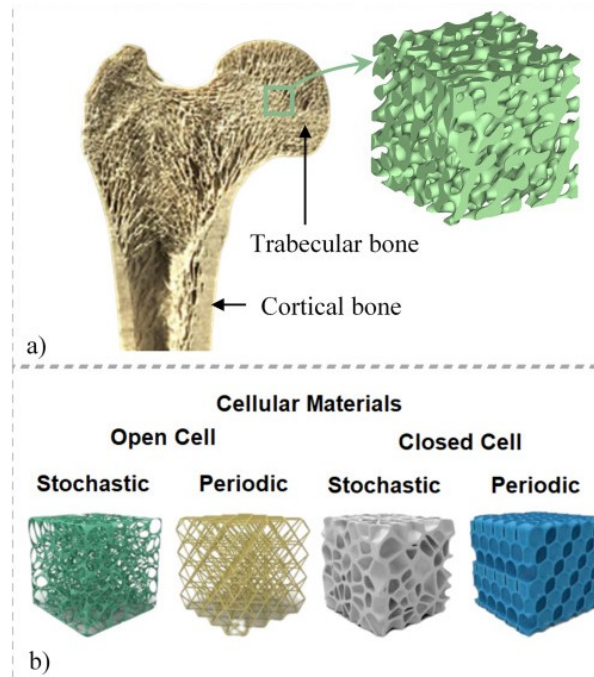 Trabecular bone
Cortical bone
a)
Cellular Materials
Open Cell Closed Cell
Stochastic Periodic Stochastic Periodic
b)